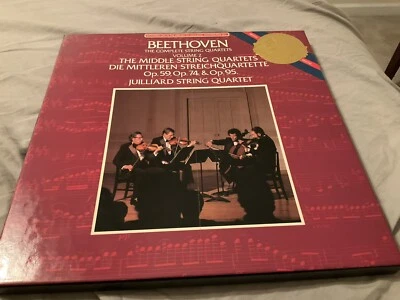 BEETHOVEN
THE COMPLETE STRING QUARTETS
VOLUME 2
THE MIDDLE STRING QUARTETS
DIE MITTLEREN STREICHQUARTETTE
Op. 59, Op. 74, & Op. 95.
JUILLIARD STRING QUARTET